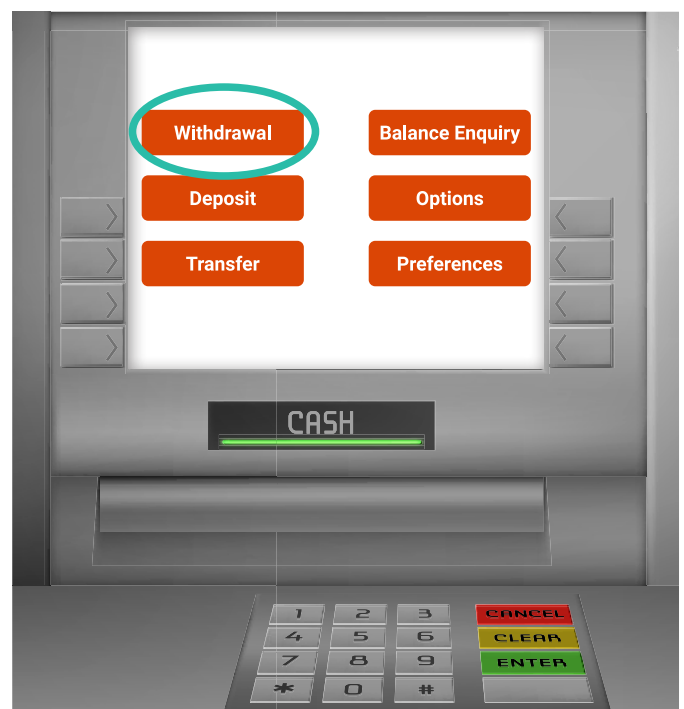 Withdrawal Balance Enquiry
Deposit Options
Transfer Preferences
CASH
1 2 3 CANCEL
4 5 6 CLEAR
7 8 9 ENTER
* 0 #